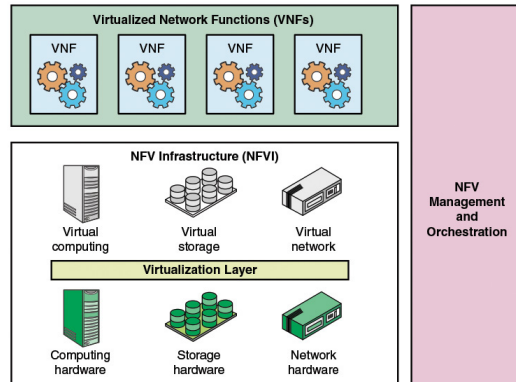 Virtualized Network Functions (VNFs)
VNF
VNF
VNF
VNF
NFV Infrastructure (NFVI)
Virtual
computing
Virtual
storage
Virtual
network
Virtualization Layer
Computing
hardware
Storage
hardware
Network
hardware
NFV
Management
and
Orchestration